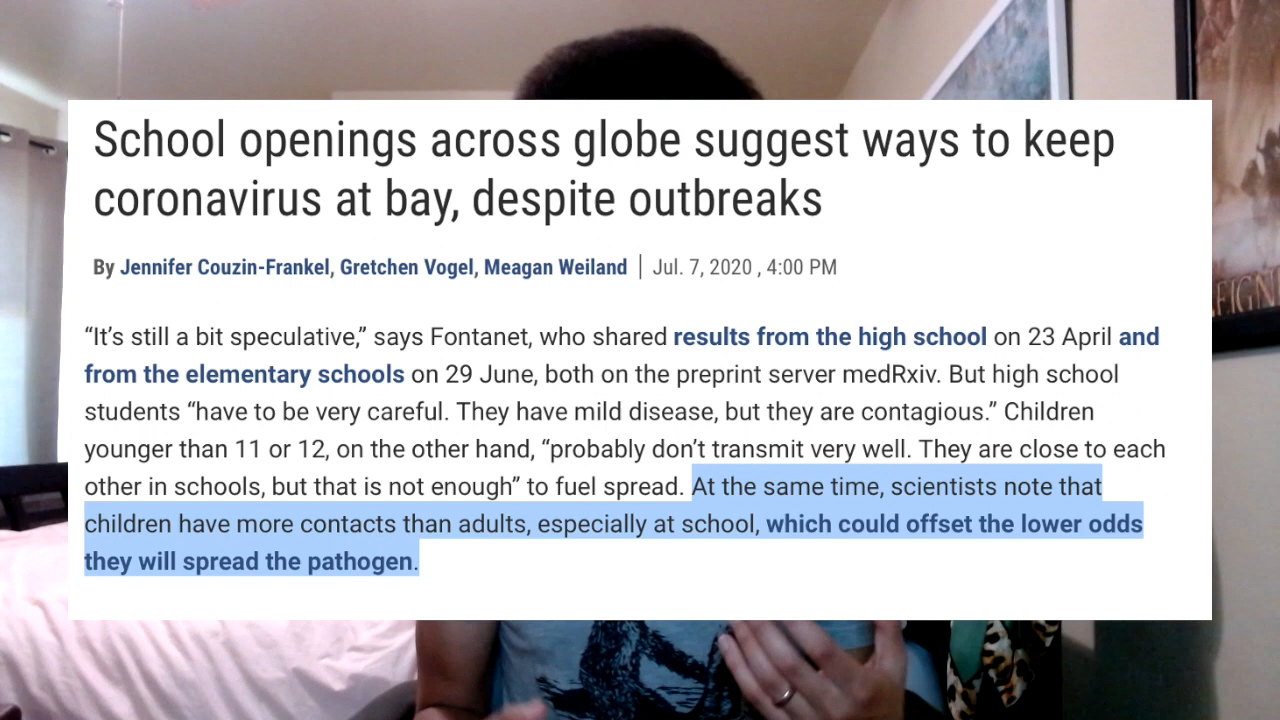 School openings across globe suggest ways to keep
coronavirus at bay, despite outbreaks
By Jennifer Couzin-Frankel, Gretchen Vogel, Meagan Weiland | Jul. 7, 2020 , 4:00 PM
“It’s still a bit speculative,” says Fontanet, who shared results from the high school on 23 April and
from the elementary schools on 29 June, both on the preprint server medRxiv. But high school
students “have to be very careful. They have mild disease, but they are contagious.” Children
younger than 11 or 12, on the other hand, “probably don’t transmit very well. They are close to each
other in schools, but that is not enough” to fuel spread. At the same time, scientists note that
children have more contacts than adults, especially at school, which could offset the lower odds
they will spread the pathogen.